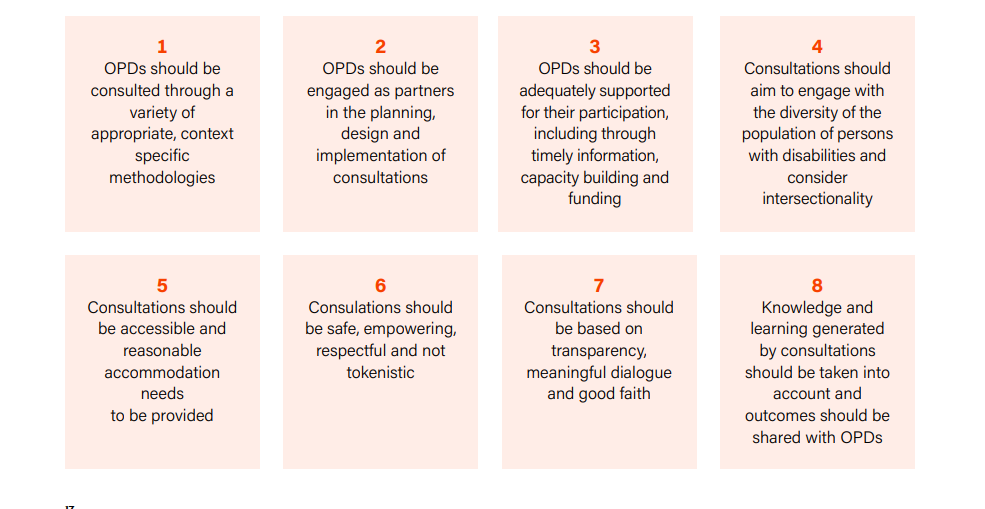 1
OPDs should be
consulted through a
variety of
appropriate, context
specific
methodologies
2
OPDs should be
engaged as partners
in the planning,
design and
implementation of
consultations
3
OPDs should be
adequately supported
for their participation,
including through
timely information,
capacity building and
funding
4
Consultations should
aim to engage with
the diversity of the
population of persons
with disabilities and
consider
intersectionality
5
Consultations should
be accessible and
reasonable
accommodation
needs
to be provided
6
Consulations should
be safe, empowering,
respectful and not
tokenistic
7
Consultations should
be based on
transparency,
meaningful dialogue
and good faith
8
Knowledge and
learning generated
by consultations
should be taken into
account and
outcomes should be
shared with OPDs